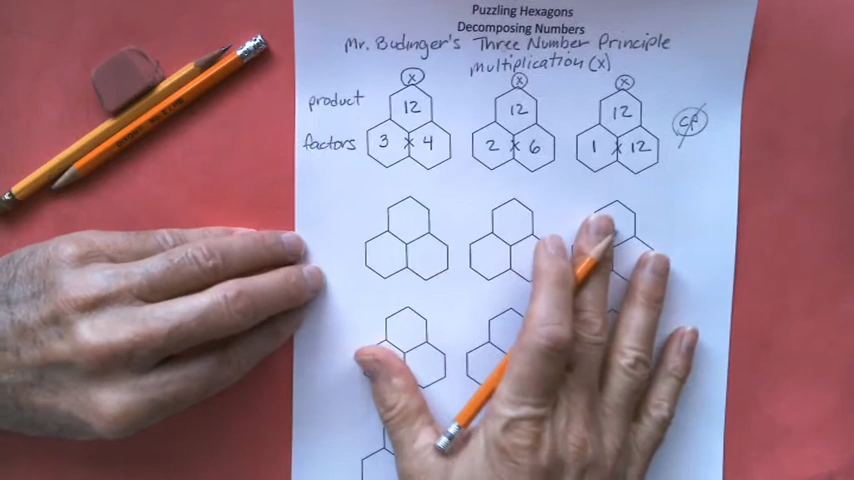 Puzzling Hexagons
Decomposing Numbers
Mr. Budinger's Three Number Principle
Multiplication (x)
x x x
product 12 12 12 CP
factors 3 x 4 2 x 6 1 x 12